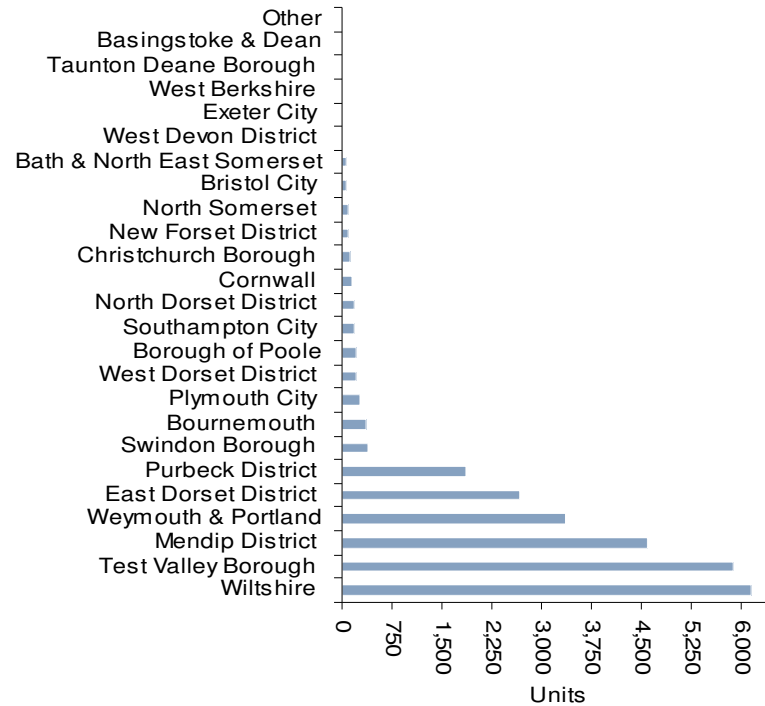 Other
Basingstoke & Dean
Taunton Deane Borough
West Berkshire
Exeter City
West Devon District
Bath & North East Somerset
Bristol City
North Somerset
New Forset District
Christchurch Borough
Cornwall
North Dorset District
Southampton City
Borough of Poole
West Dorset District
Plymouth City
Bournemouth
Swindon Borough
Purbeck District
East Dorset District
Weymouth & Portland
Mendip District
Test Valley Borough
Wiltshire
0
750
1,500
2,250
3,000
3,750
4,500
5,250
6,000
Units